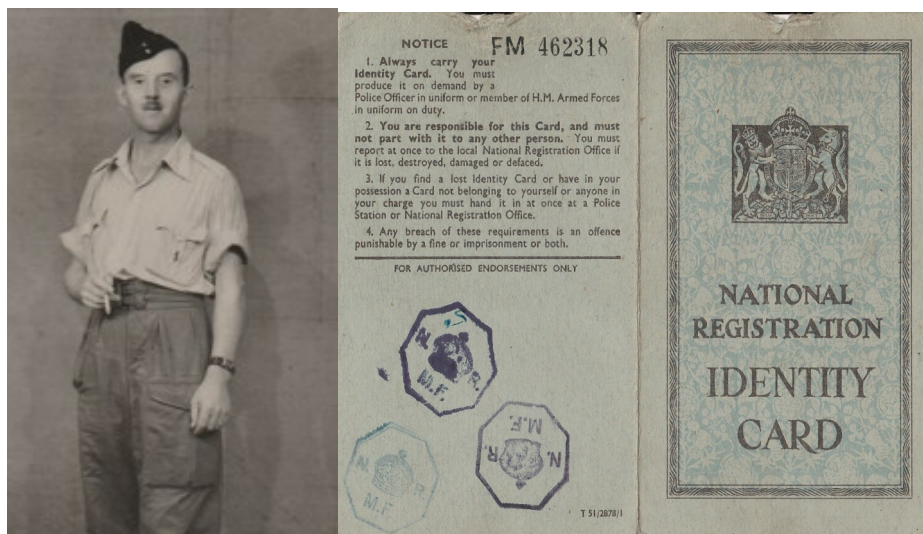 NOTICE
FM 462318
1. Always carry your
Identity Card. You must
produce it on demand by a
Police Officer in uniform or member of H.M. Armed Forces
in uniform on duty.
2. You are responsible for this Card, and must
not part with it to any other person. You must
report at once to the local National Registration Office if
it is lost, destroyed, damaged or defaced.
3. If you find a lost Identity Card or have in your
possession a Card not belonging to yourself or anyone in
your charge you must hand it in at once at a Police
Station or National Registration Office.
4. Any breach of these requirements is an offence
punishable by a fine or imprisonment or both.
FOR AUTHORISED ENDORSEMENTS ONLY
N. R.
M.F.
N. R.
M.F.
N R
M.F.
T 51/2878/1
NATIONAL
REGISTRATION
IDENTITY
CARD